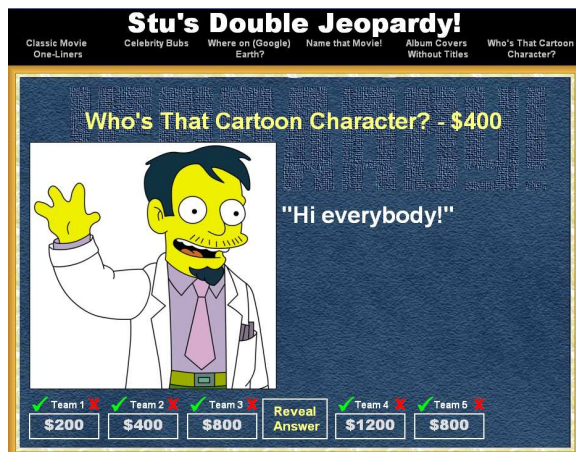 Stu's Double Jeopardy!
Classic Movie
One-Liners
Celebrity Bubs
Where on (Google)
Earth?
Name that Movie!
Album Covers
Without Titles
Who's That Cartoon
Character?
Who's That Cartoon Character? - $400
"Hi everybody!"
Team 1 X
$200
Team 2 X
$400
Team 3 X
$800
Reveal
Answer
Team 4 X
$1200
Team 5 X
$800